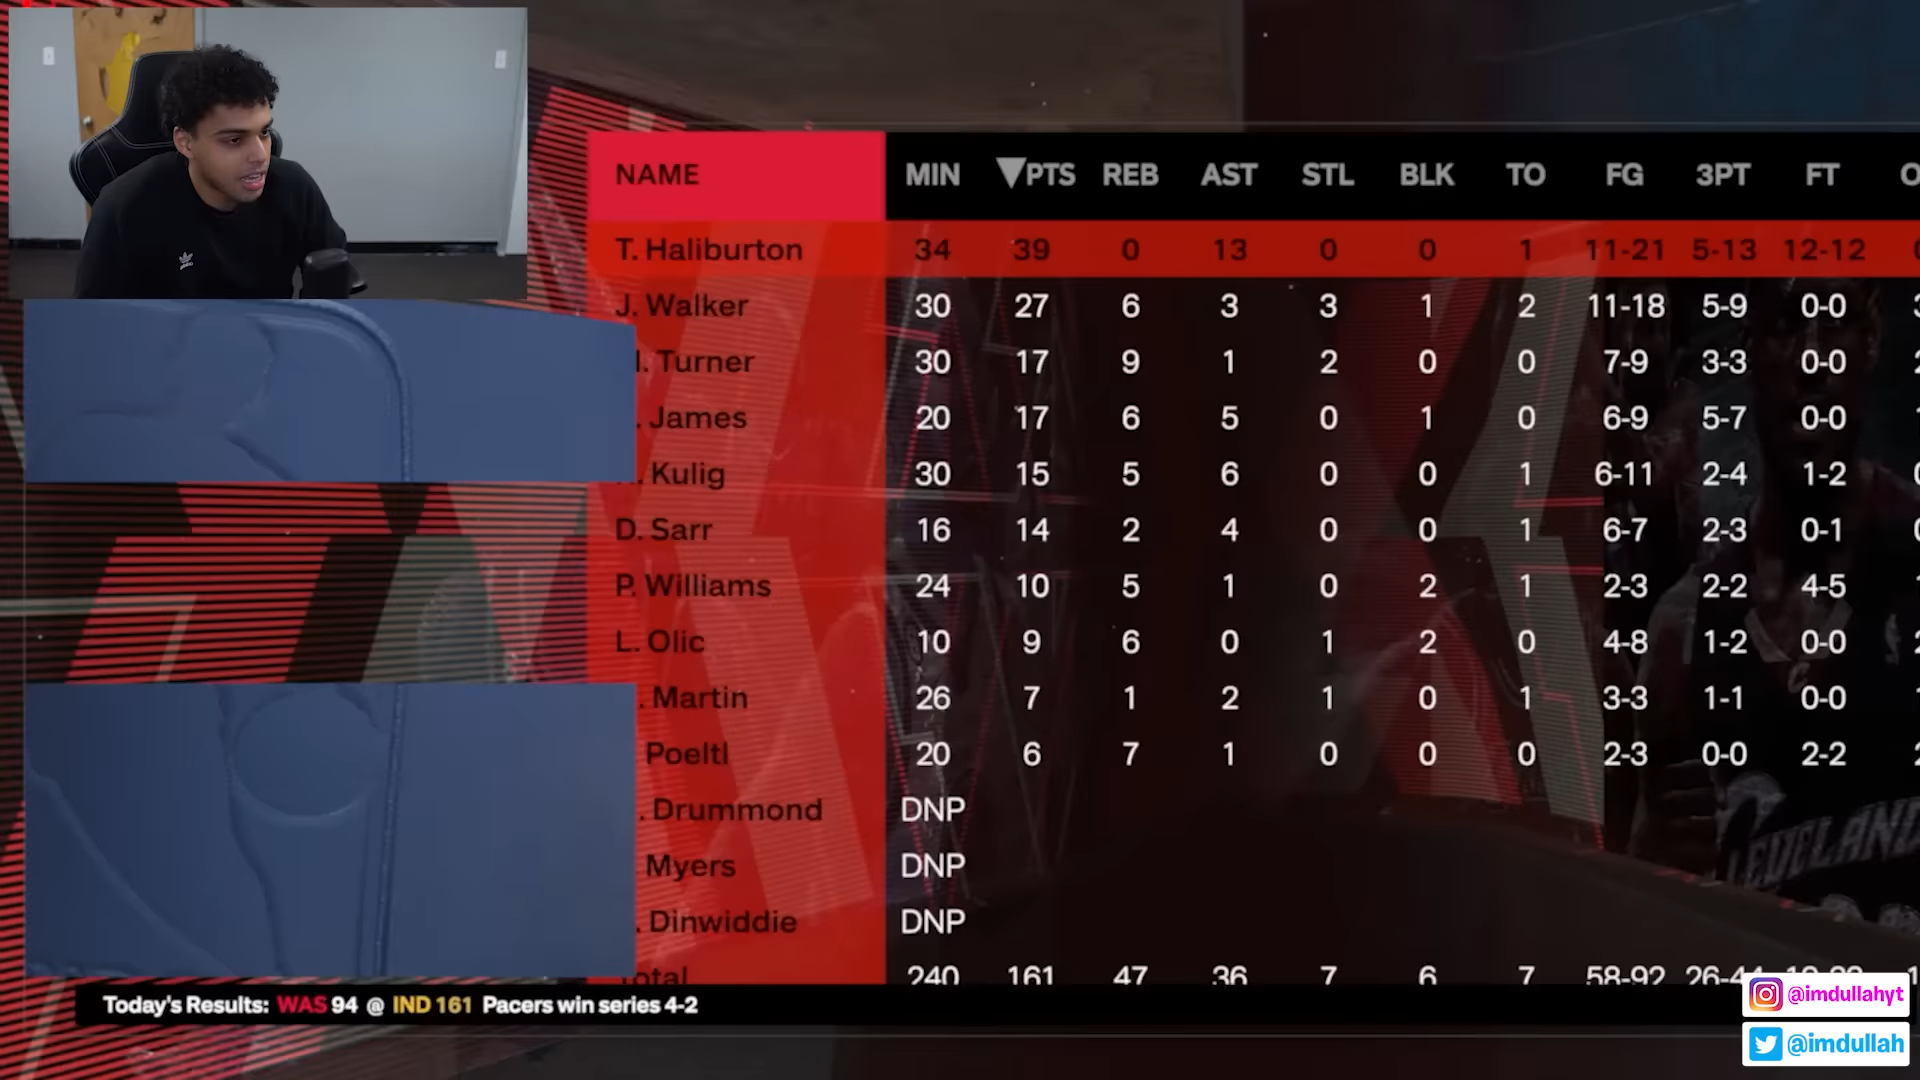 NAME MIN PTS REB AST STL BLK TO FG 3PT FT
T. Haliburton 34 39 0 13 0 0 1 11-21 5-13 12-12
J. Walker 30 27 6 3 3 1 2 11-18 5-9 0-0
Turner 30 17 9 1 2 0 0 7-9 3-3 0-0
James 20 17 6 5 0 1 0 6-9 5-7 0-0
Kulig 30 15 5 6 0 0 1 6-11 2-4 1-2
D. Sarr 16 14 2 4 0 0 1 6-7 2-3 0-1
P. Williams 24 10 5 1 0 2 1 2-3 2-2 4-5
L. Olic 10 9 6 0 1 2 0 4-8 1-2 0-0
Martin 26 7 1 2 1 0 1 3-3 1-1 0-0
Poeltl 20 6 7 1 0 0 0 2-3 0-0 2-2
Drummond DNP
Myers DNP
Dinwiddie DNP
Total 240 161 47 36 7 6 7 58-92
Today's Results: WAS 94 @ IND 161 Pacers win series 4-2
@imdullahyt
@imdullah
CLEVELAND